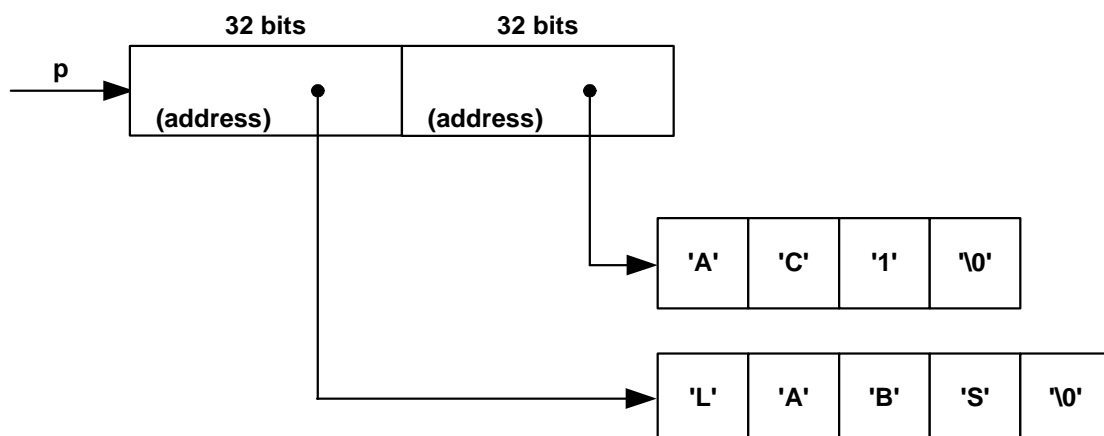 32 bits 32 bits
p
(address) (address)
'A' 'C' '1' '\0'
'L' 'A' 'B' 'S' '\0'